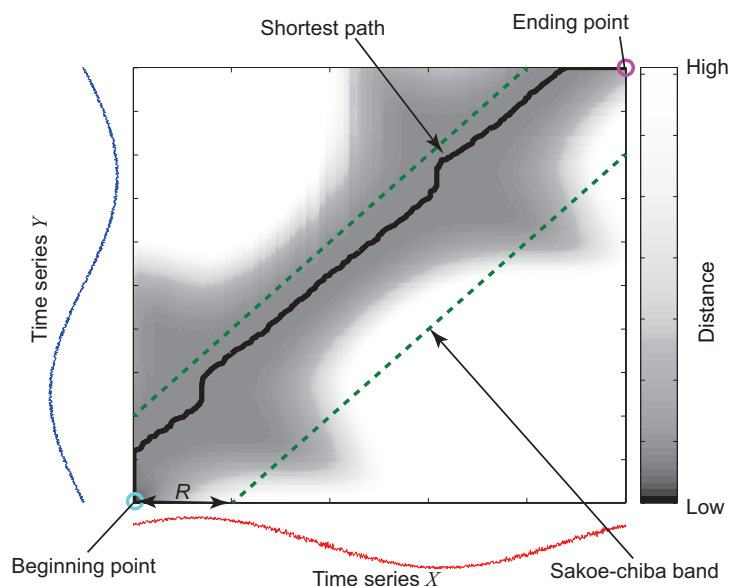 Ending point
Shortest path
High
Time series Y
Distance
R
Low
Beginning point
Time series X
Sakoe-chiba band